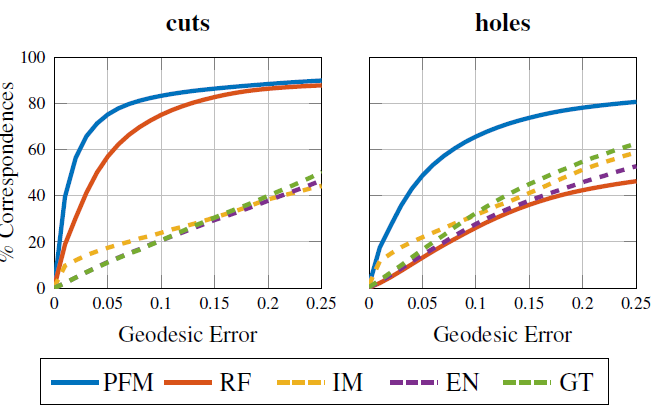 cuts
holes
% Correspondences
100
80
60
40
20
0
0 0.05 0.1 0.15 0.2 0.25
0 0.05 0.1 0.15 0.2 0.25
Geodesic Error
Geodesic Error
PFM RF IM EN GT